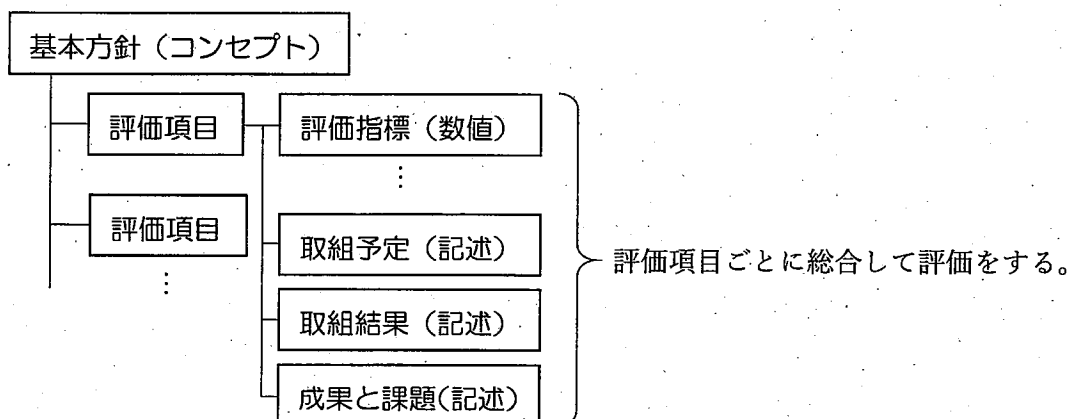 基本方針(コンセプト)
評価項目
評価指標(数値)
⋮
評価項目
⋮
取組予定(記述)
取組結果(記述)
成果と課題(記述)
評価項目ごとに総合して評価をする。